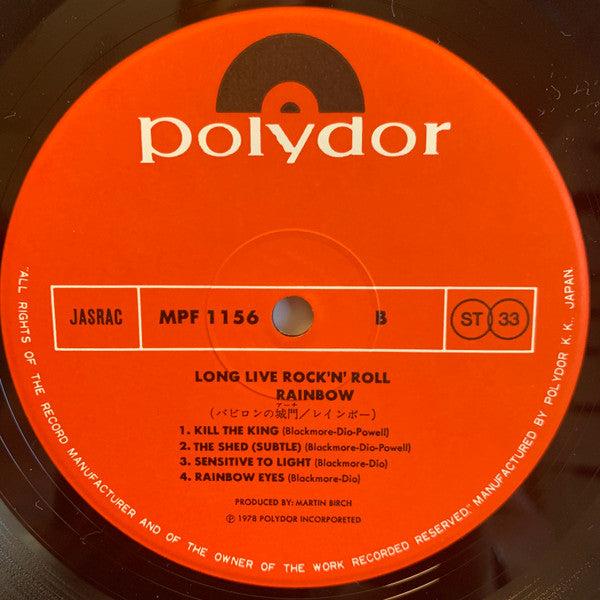 polydor
JASRAC MPF 1156 B ST 33
LONG LIVE ROCK'N' ROLL
RAINBOW
アーチ
(バビロンの城門/レインボー)
1. KILL THE KING (Blackmore-Dio-Powell)
2. THE SHED (SUBTLE) (Blackmore-Dio-Powell)
3. SENSITIVE TO LIGHT (Blackmore-Dio)
4. RAINBOW EYES (Blackmore-Dio)
PRODUCED BY: MARTIN BIRCH
Ⓟ 1978 POLYDOR INCORPORETED
"ALL RIGHTS OF THE RECORD MANUFACTURER AND OF THE OWNER OF THE WORK RECORDED RESERVED." MANUFACTURED BY POLYDOR K.K., JAPAN.